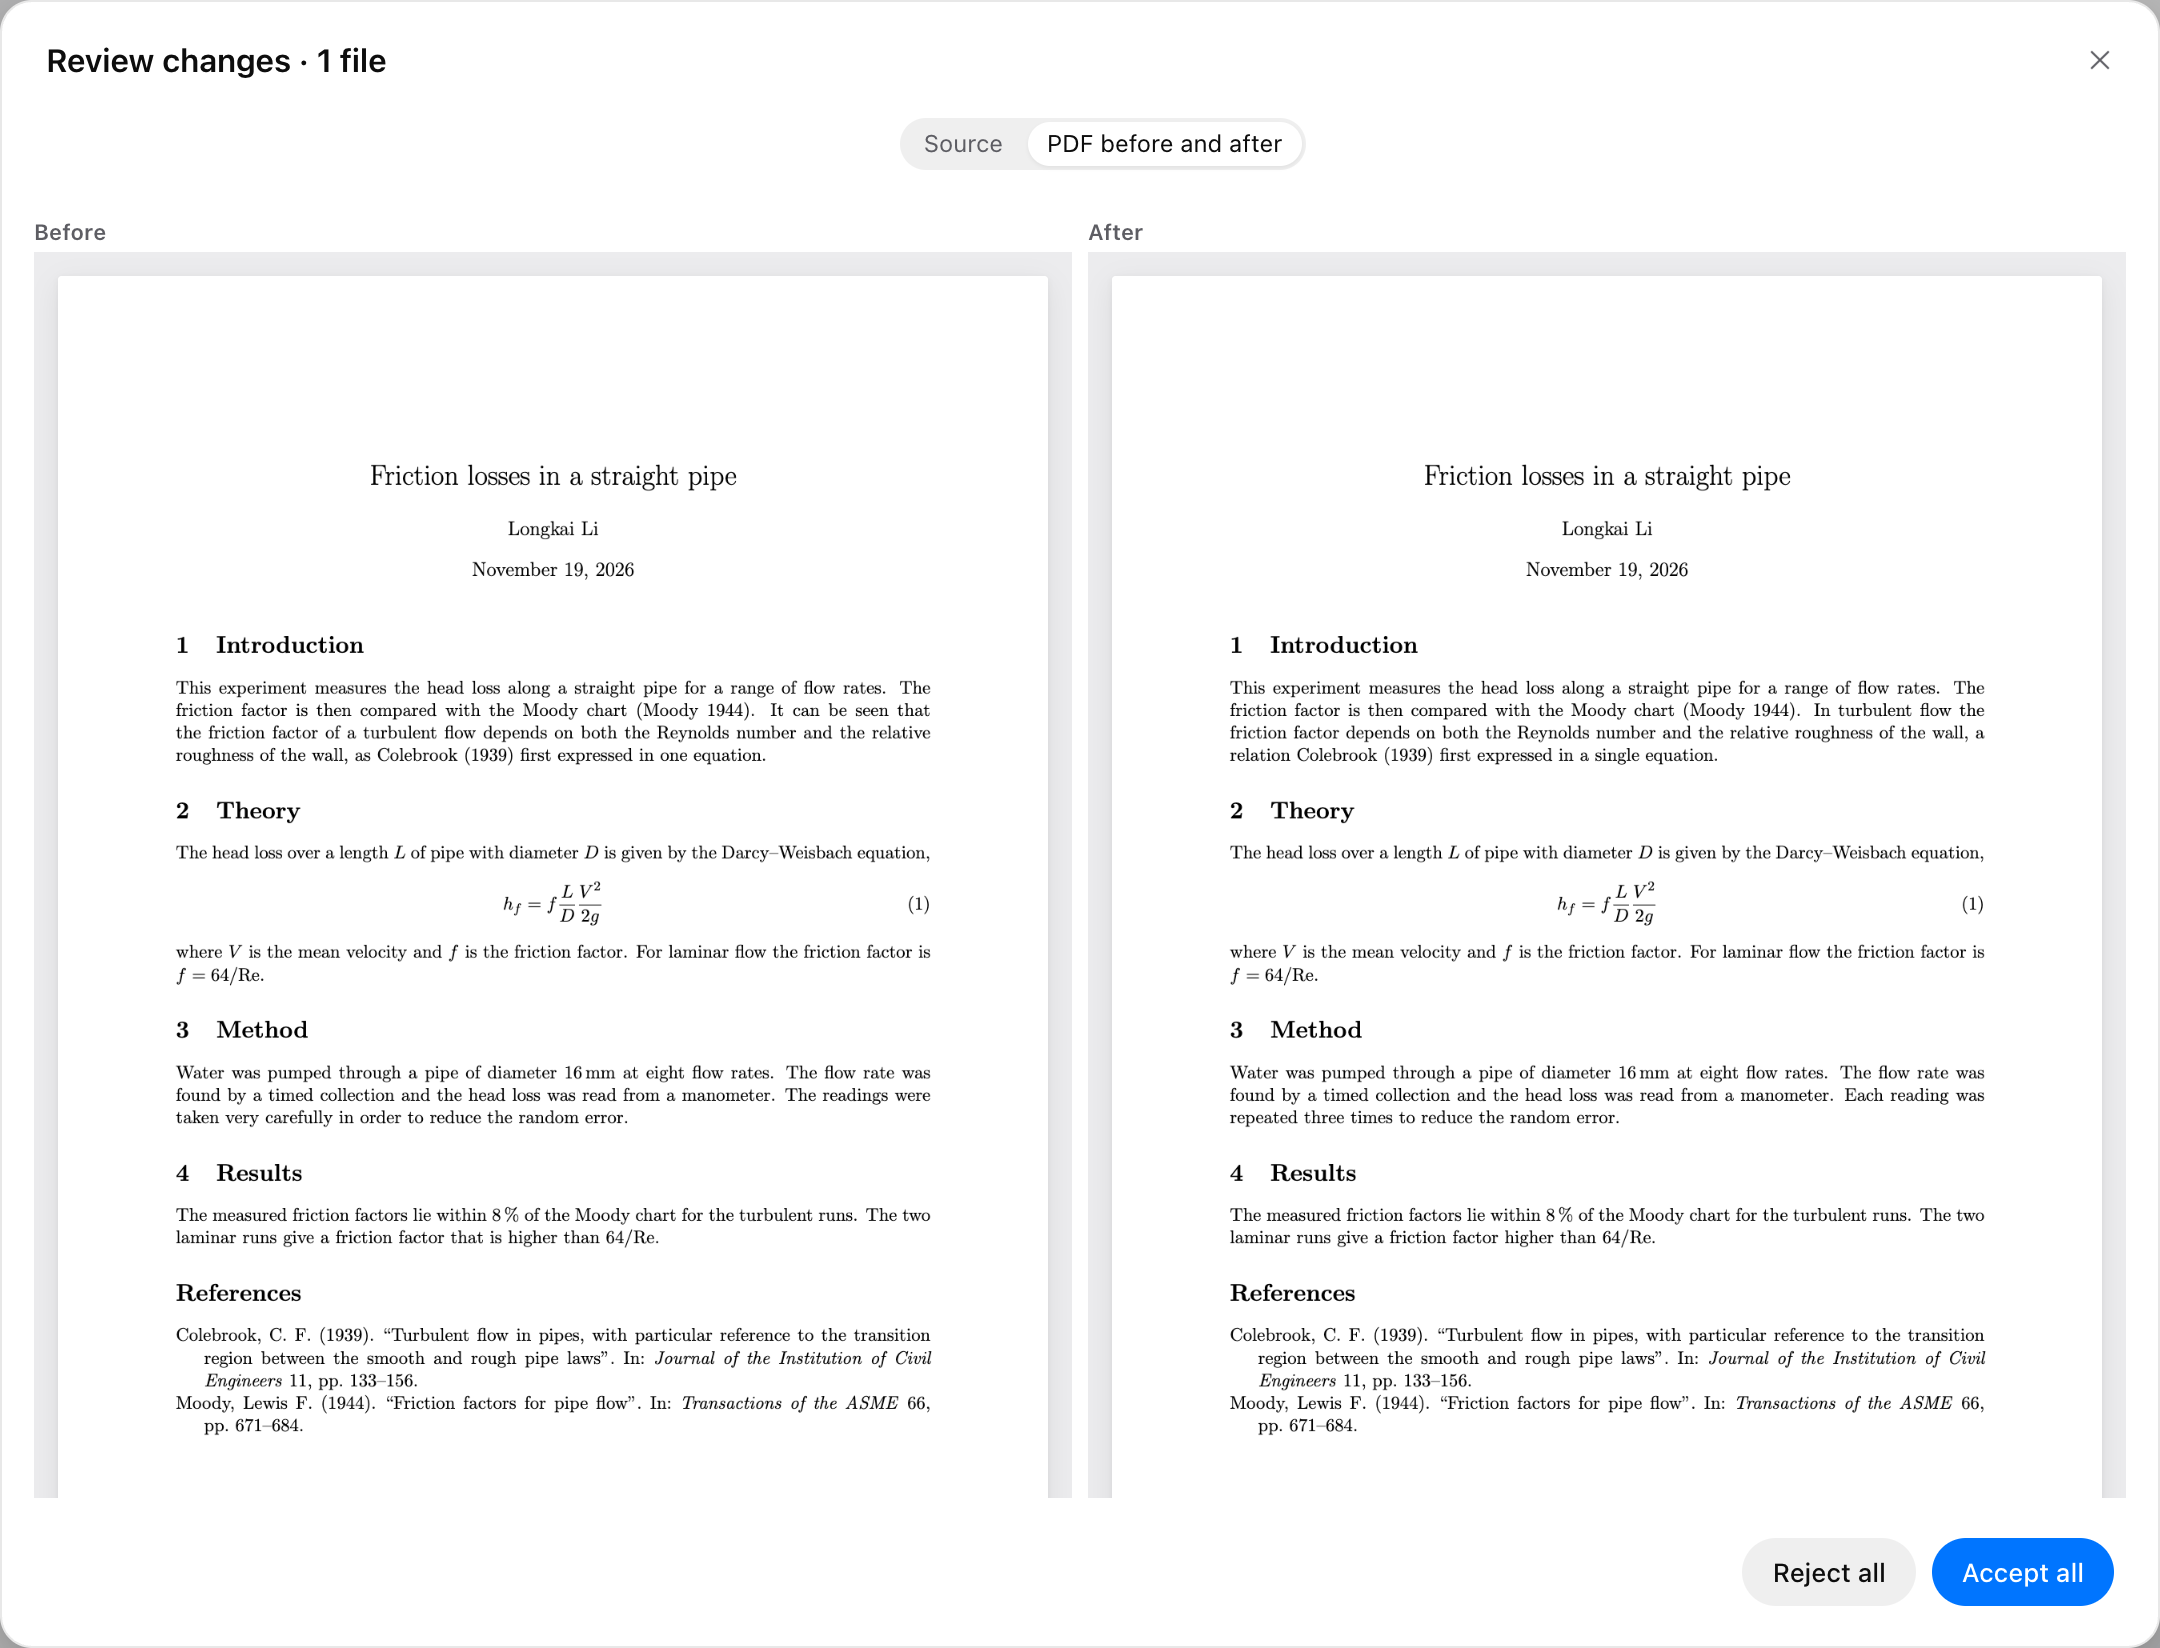 Review changes · 1 file
Source
PDF before and after
Before
Friction losses in a straight pipe
Longkai Li
November 19, 2026
1 Introduction
This experiment measures the head loss along a straight pipe for a range of flow rates. The
friction factor is then compared with the Moody chart (Moody 1944). It can be seen that
the friction factor of a turbulent flow depends on both the Reynolds number and the relative
roughness of the wall, as Colebrook (1939) first expressed in one equation.
2 Theory
The head loss over a length L of pipe with diameter D is given by the Darcy–Weisbach equation,
h_f = f \frac{L}{D} \frac{V^2}{2g} (1)
where V is the mean velocity and f is the friction factor. For laminar flow the friction factor is
f = 64/Re.
3 Method
Water was pumped through a pipe of diameter 16 mm at eight flow rates. The flow rate was
found by a timed collection and the head loss was read from a manometer. The readings were
taken very carefully in order to reduce the random error.
4 Results
The measured friction factors lie within 8 % of the Moody chart for the turbulent runs. The two
laminar runs give a friction factor that is higher than 64/Re.
References
Colebrook, C. F. (1939). “Turbulent flow in pipes, with particular reference to the transition
region between the smooth and rough pipe laws”. In: Journal of the Institution of Civil
Engineers 11, pp. 133–156.
Moody, Lewis F. (1944). “Friction factors for pipe flow”. In: Transactions of the ASME 66,
pp. 671–684.
After
Friction losses in a straight pipe
Longkai Li
November 19, 2026
1 Introduction
This experiment measures the head loss along a straight pipe for a range of flow rates. The
friction factor is then compared with the Moody chart (Moody 1944). In turbulent flow the
friction factor depends on both the Reynolds number and the relative roughness of the wall, a
relation Colebrook (1939) first expressed in a single equation.
2 Theory
The head loss over a length L of pipe with diameter D is given by the Darcy–Weisbach equation,
h_f = f \frac{L}{D} \frac{V^2}{2g} (1)
where V is the mean velocity and f is the friction factor. For laminar flow the friction factor is
f = 64/Re.
3 Method
Water was pumped through a pipe of diameter 16 mm at eight flow rates. The flow rate was
found by a timed collection and the head loss was read from a manometer. Each reading was
repeated three times to reduce the random error.
4 Results
The measured friction factors lie within 8 % of the Moody chart for the turbulent runs. The two
laminar runs give a friction factor higher than 64/Re.
References
Colebrook, C. F. (1939). “Turbulent flow in pipes, with particular reference to the transition
region between the smooth and rough pipe laws”. In: Journal of the Institution of Civil
Engineers 11, pp. 133–156.
Moody, Lewis F. (1944). “Friction factors for pipe flow”. In: Transactions of the ASME 66,
pp. 671–684.
Reject all
Accept all